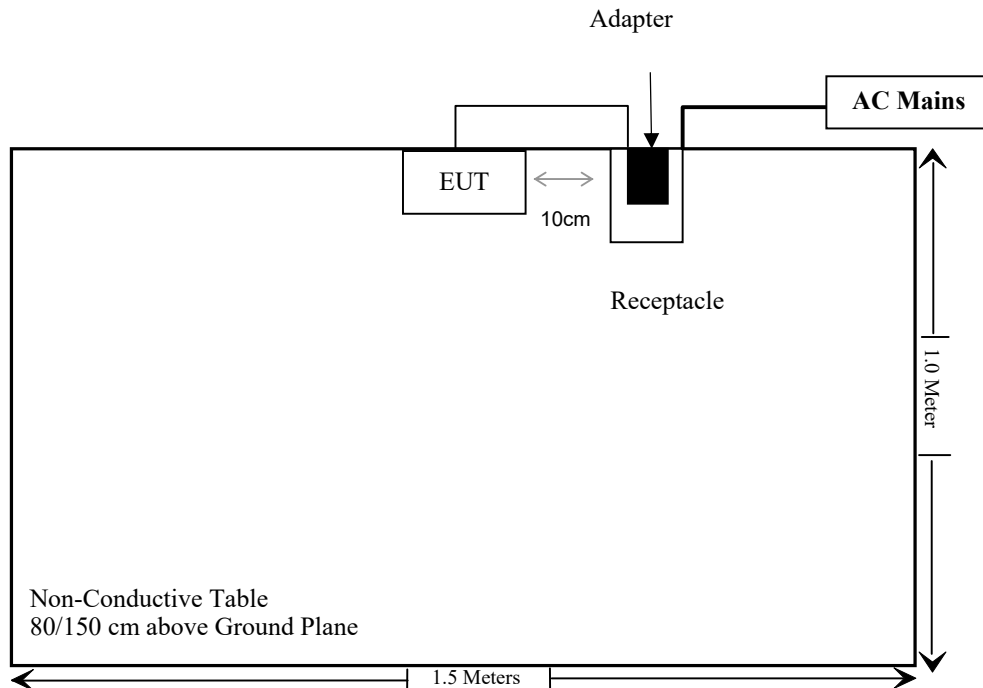 Adapter
AC Mains
EUT
10cm
Receptacle
1.0 Meter
Non-Conductive Table
80/150 cm above Ground Plane
1.5 Meters